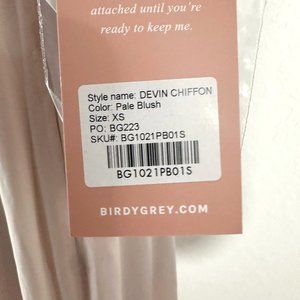 attached until you're
ready to keep me.
Style name: DEVIN CHIFFON
Color: Pale Blush
Size: XS
PO: BG223
SKU#: BG1021PB01S
BG1021PB01S
BIRDYGREY.COM